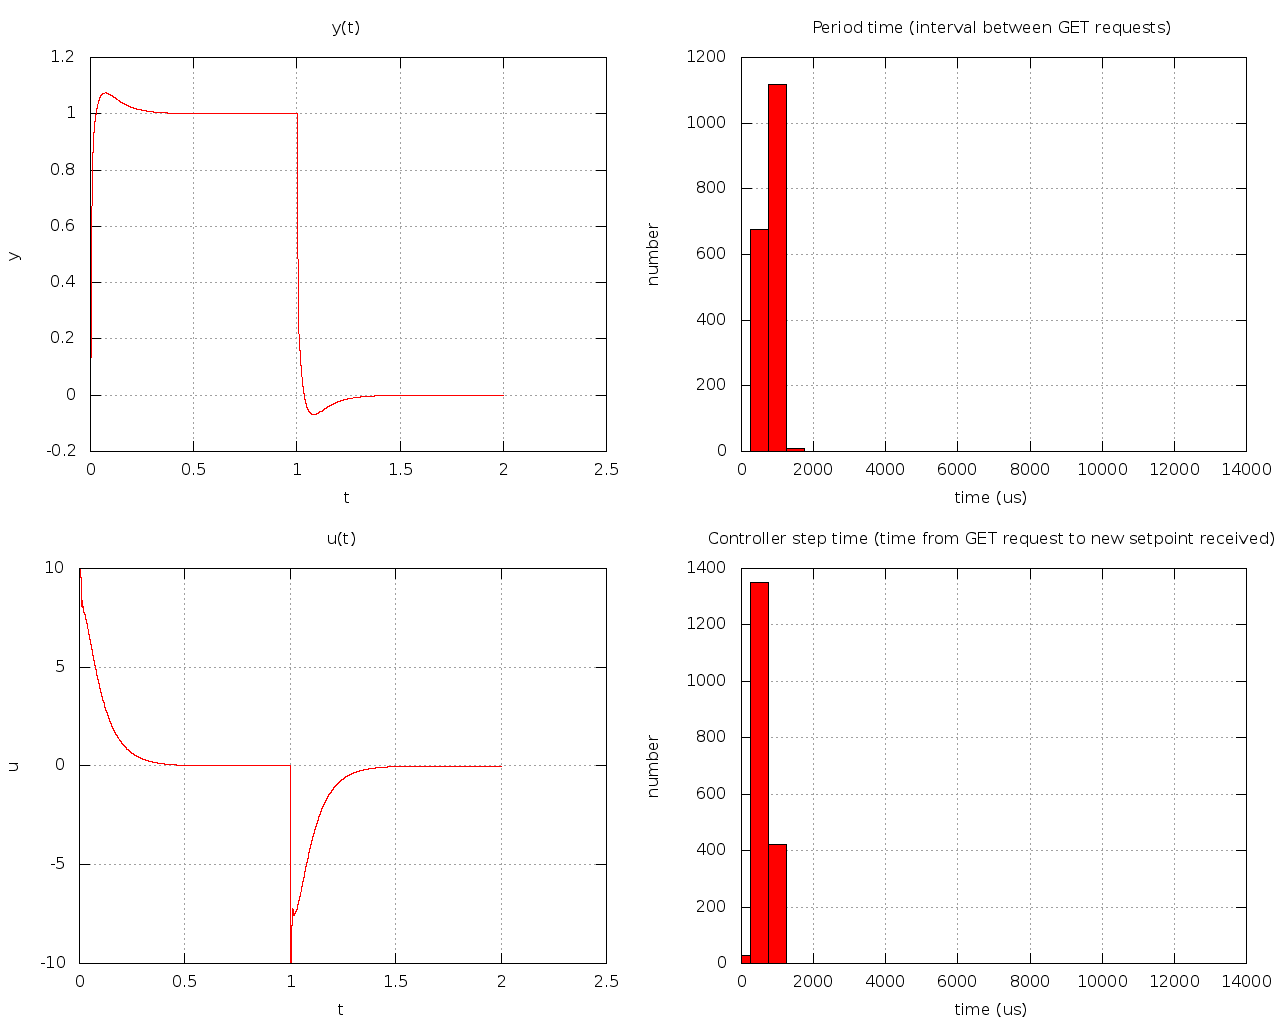 y(t)
1.2
1
0.8
0.6
0.4
0.2
0
-0.2
y
0 0.5 1 1.5 2 2.5
t
Period time (interval between GET requests)
1200
1000
800
600
400
200
0
number
0 2000 4000 6000 8000 10000 12000 14000
time (us)
u(t)
10
5
0
-5
-10
u
0 0.5 1 1.5 2 2.5
t
Controller step time (time from GET request to new setpoint received)
1400
1200
1000
800
600
400
200
0
number
0 2000 4000 6000 8000 10000 12000 14000
time (us)